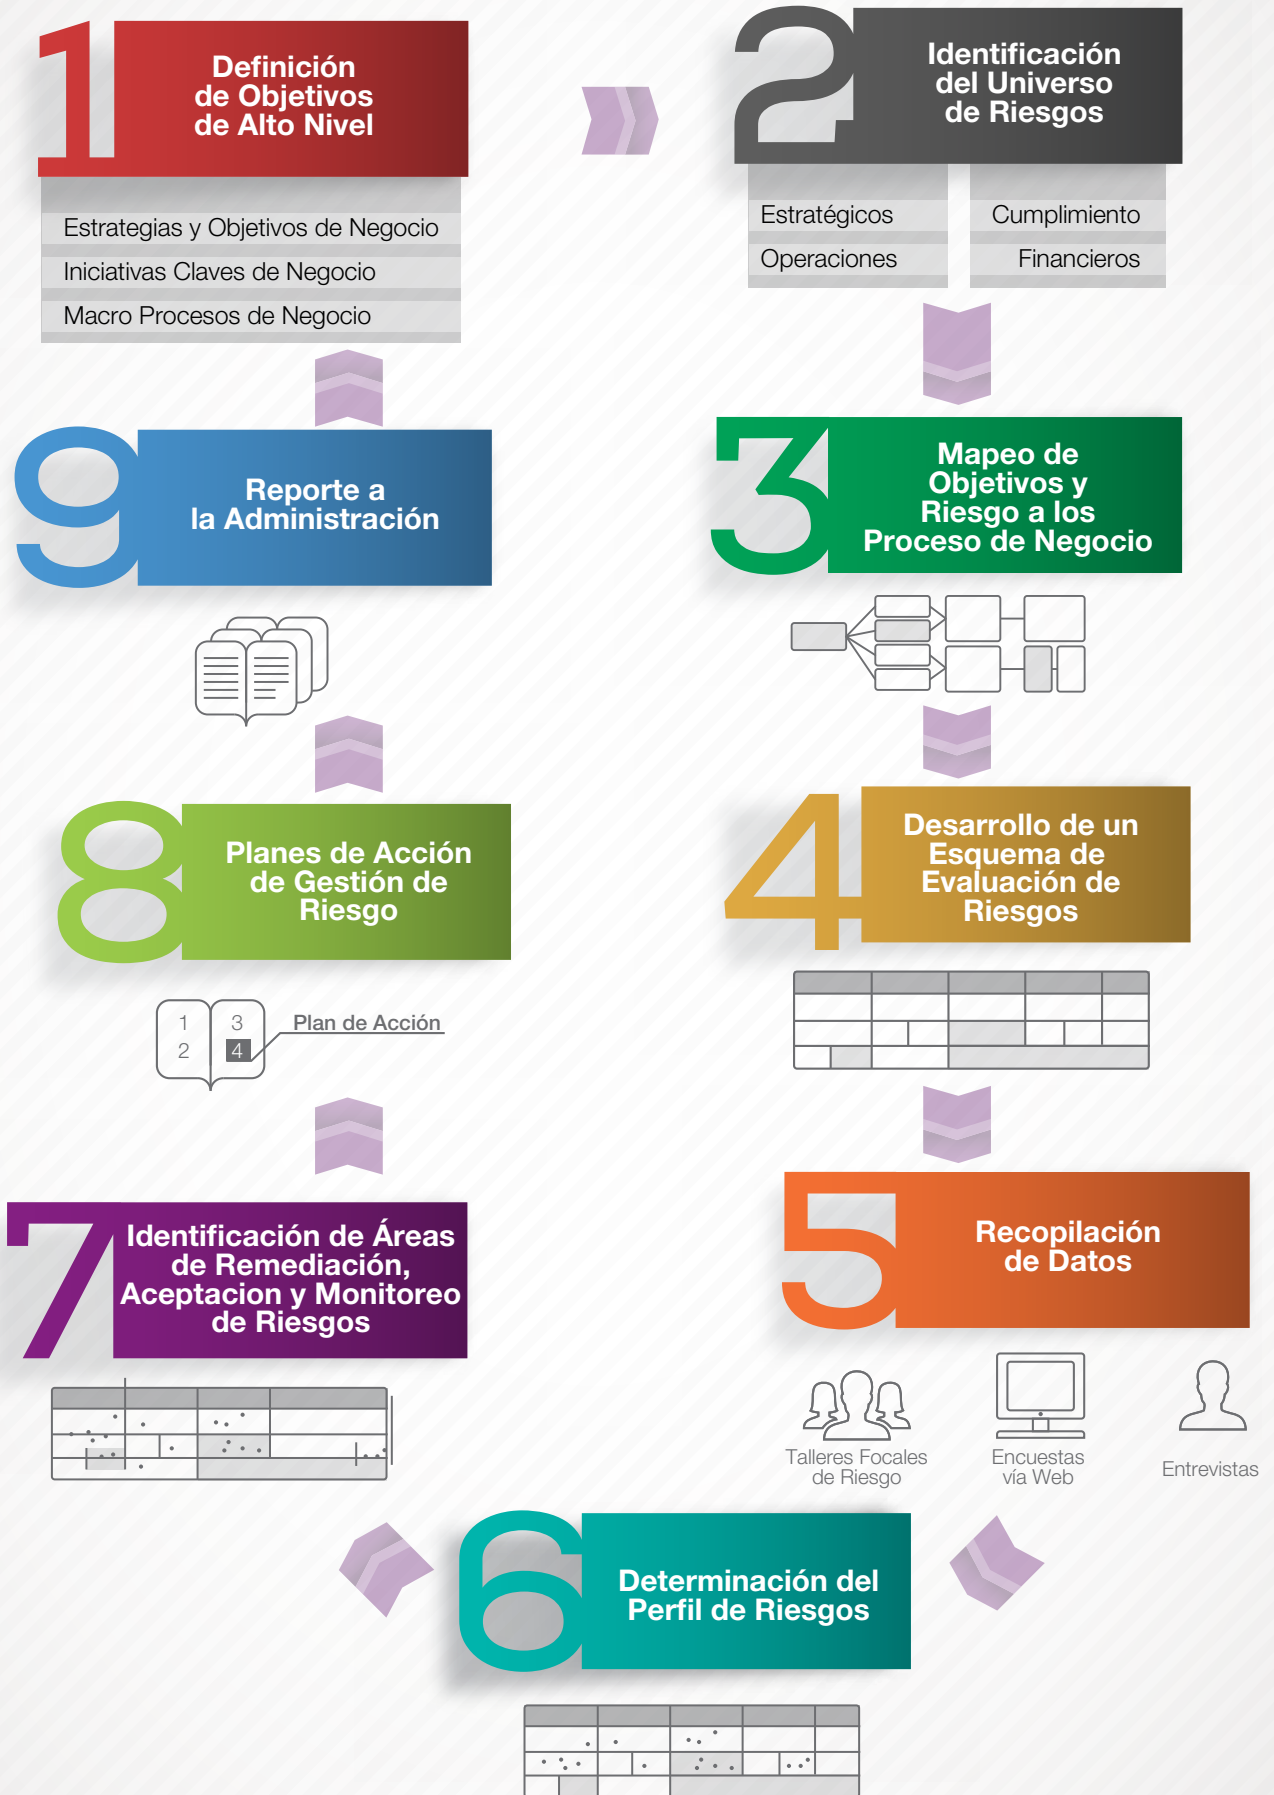 1
Definición
de Objetivos
de Alto Nivel
Estrategias y Objetivos de Negocio
Iniciativas Claves de Negocio
Macro Procesos de Negocio
2
Identificación
del Universo
de Riesgos
Estratégicos
Operaciones
Cumplimiento
Financieros
3
Mapeo de
Objetivos y
Riesgo a los
Proceso de Negocio
4
Desarrollo de un
Esquema de
Evaluación de
Riesgos
5
Recopilación
de Datos
Talleres Focales
de Riesgo
Encuestas
vía Web
Entrevistas
6
Determinación del
Perfil de Riesgos
7
Identificación de Áreas
de Remediación,
Aceptacion y Monitoreo
de Riesgos
8
Planes de Acción
de Gestión de
Riesgo
1 3
2 4
Plan de Acción
9
Reporte a
la Administración